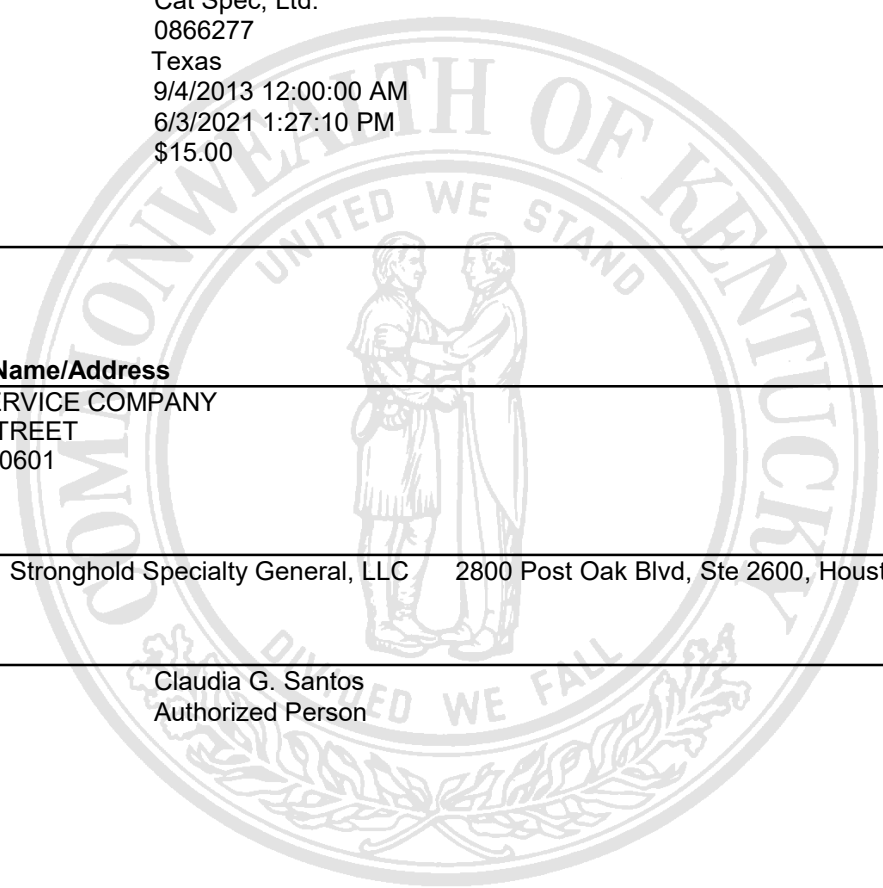 Cat Spec, Ltd.
0866277
Texas
9/4/2013 12:00:00 AM
6/3/2021 1:27:10 PM
$15.00
COMMONWEALTH OF KENTUCKY
UNITED WE STAND
Name/Address
ERVICE COMPANY
TREET
0601
Stronghold Specialty General, LLC 2800 Post Oak Blvd, Ste 2600, Houst
DIVIDED WE FALL
Claudia G. Santos
Authorized Person